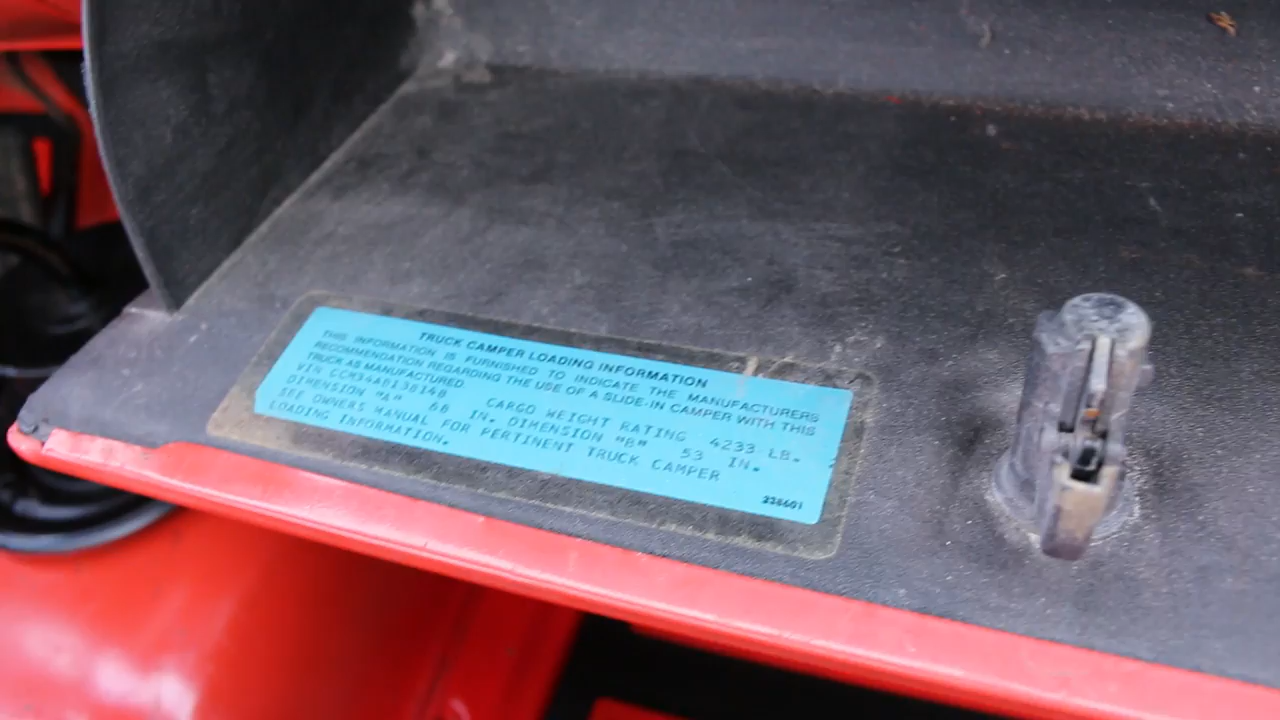 TRUCK CAMPER LOADING INFORMATION
THIS INFORMATION IS FURNISHED TO INDICATE THE MANUFACTURERS
RECOMMENDATION REGARDING THE USE OF A SLIDE-IN CAMPER WITH THIS
TRUCK AS MANUFACTURED
VIN CCM34AB138148 CARGO WEIGHT RATING 4233 LB.
DIMENSION "A" 68 IN. DIMENSION "B" 53 IN.
SEE OWNERS MANUAL FOR PERTINENT TRUCK CAMPER
LOADING INFORMATION.